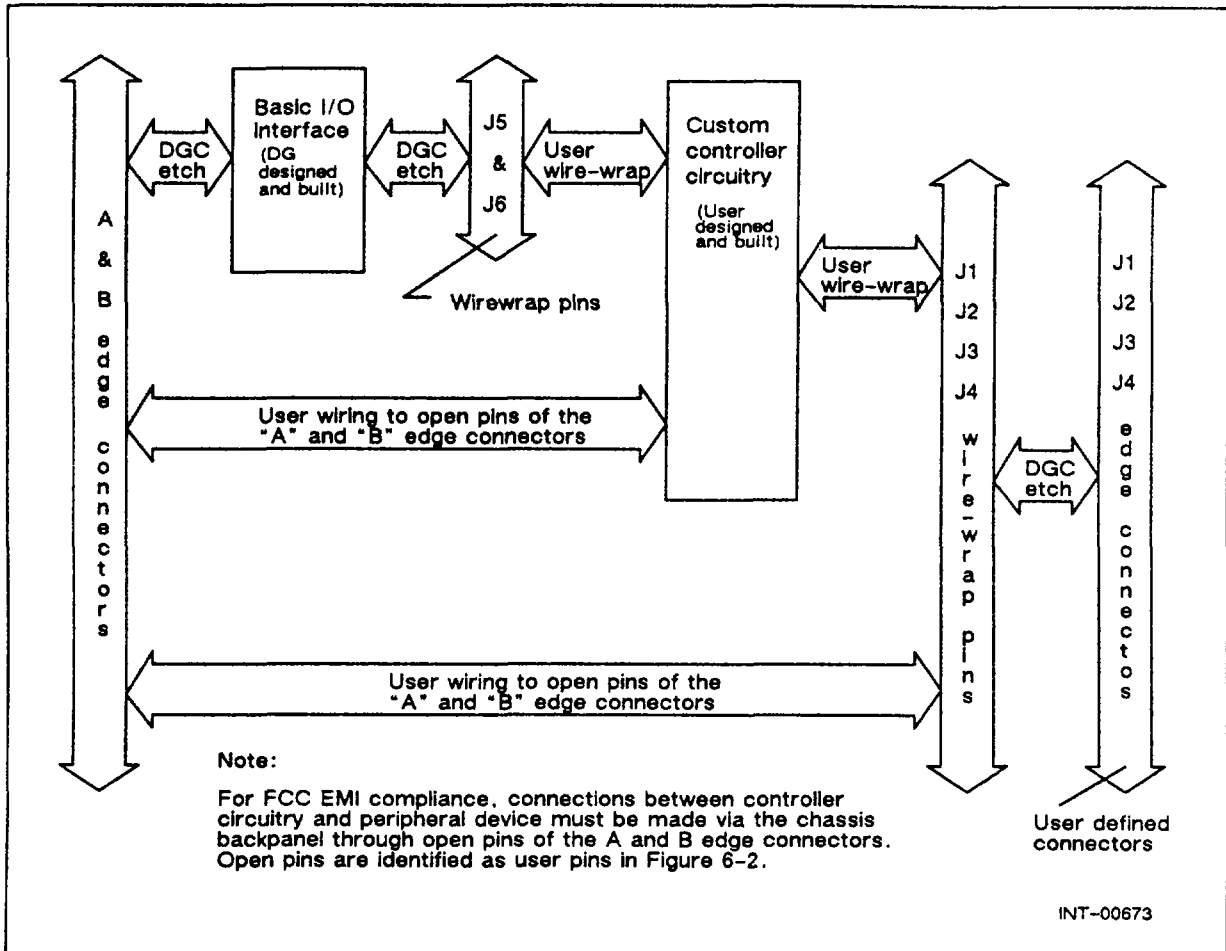 Basic I/O
Interface
(DG
designed
and built)
DGC
etch
DGC
etch
J5
&
J6
User
wire-wrap
Custom
controller
circuitry
(User
designed
and built)
Wirewrap pins
User
wire-wrap
A & B edge connectors
J1
J2
J3
J4
wire-wrap pins
J1
J2
J3
J4
edge connectos
DGC
etch
User wiring to open pins of the
"A" and "B" edge connectors
User wiring to open pins of the
"A" and "B" edge connectors
Note:
For FCC EMI compliance, connections between controller
circuitry and peripheral device must be made via the chassis
backpanel through open pins of the A and B edge connectors.
Open pins are identified as user pins in Figure 6-2.
User defined
connectors
INT-00673